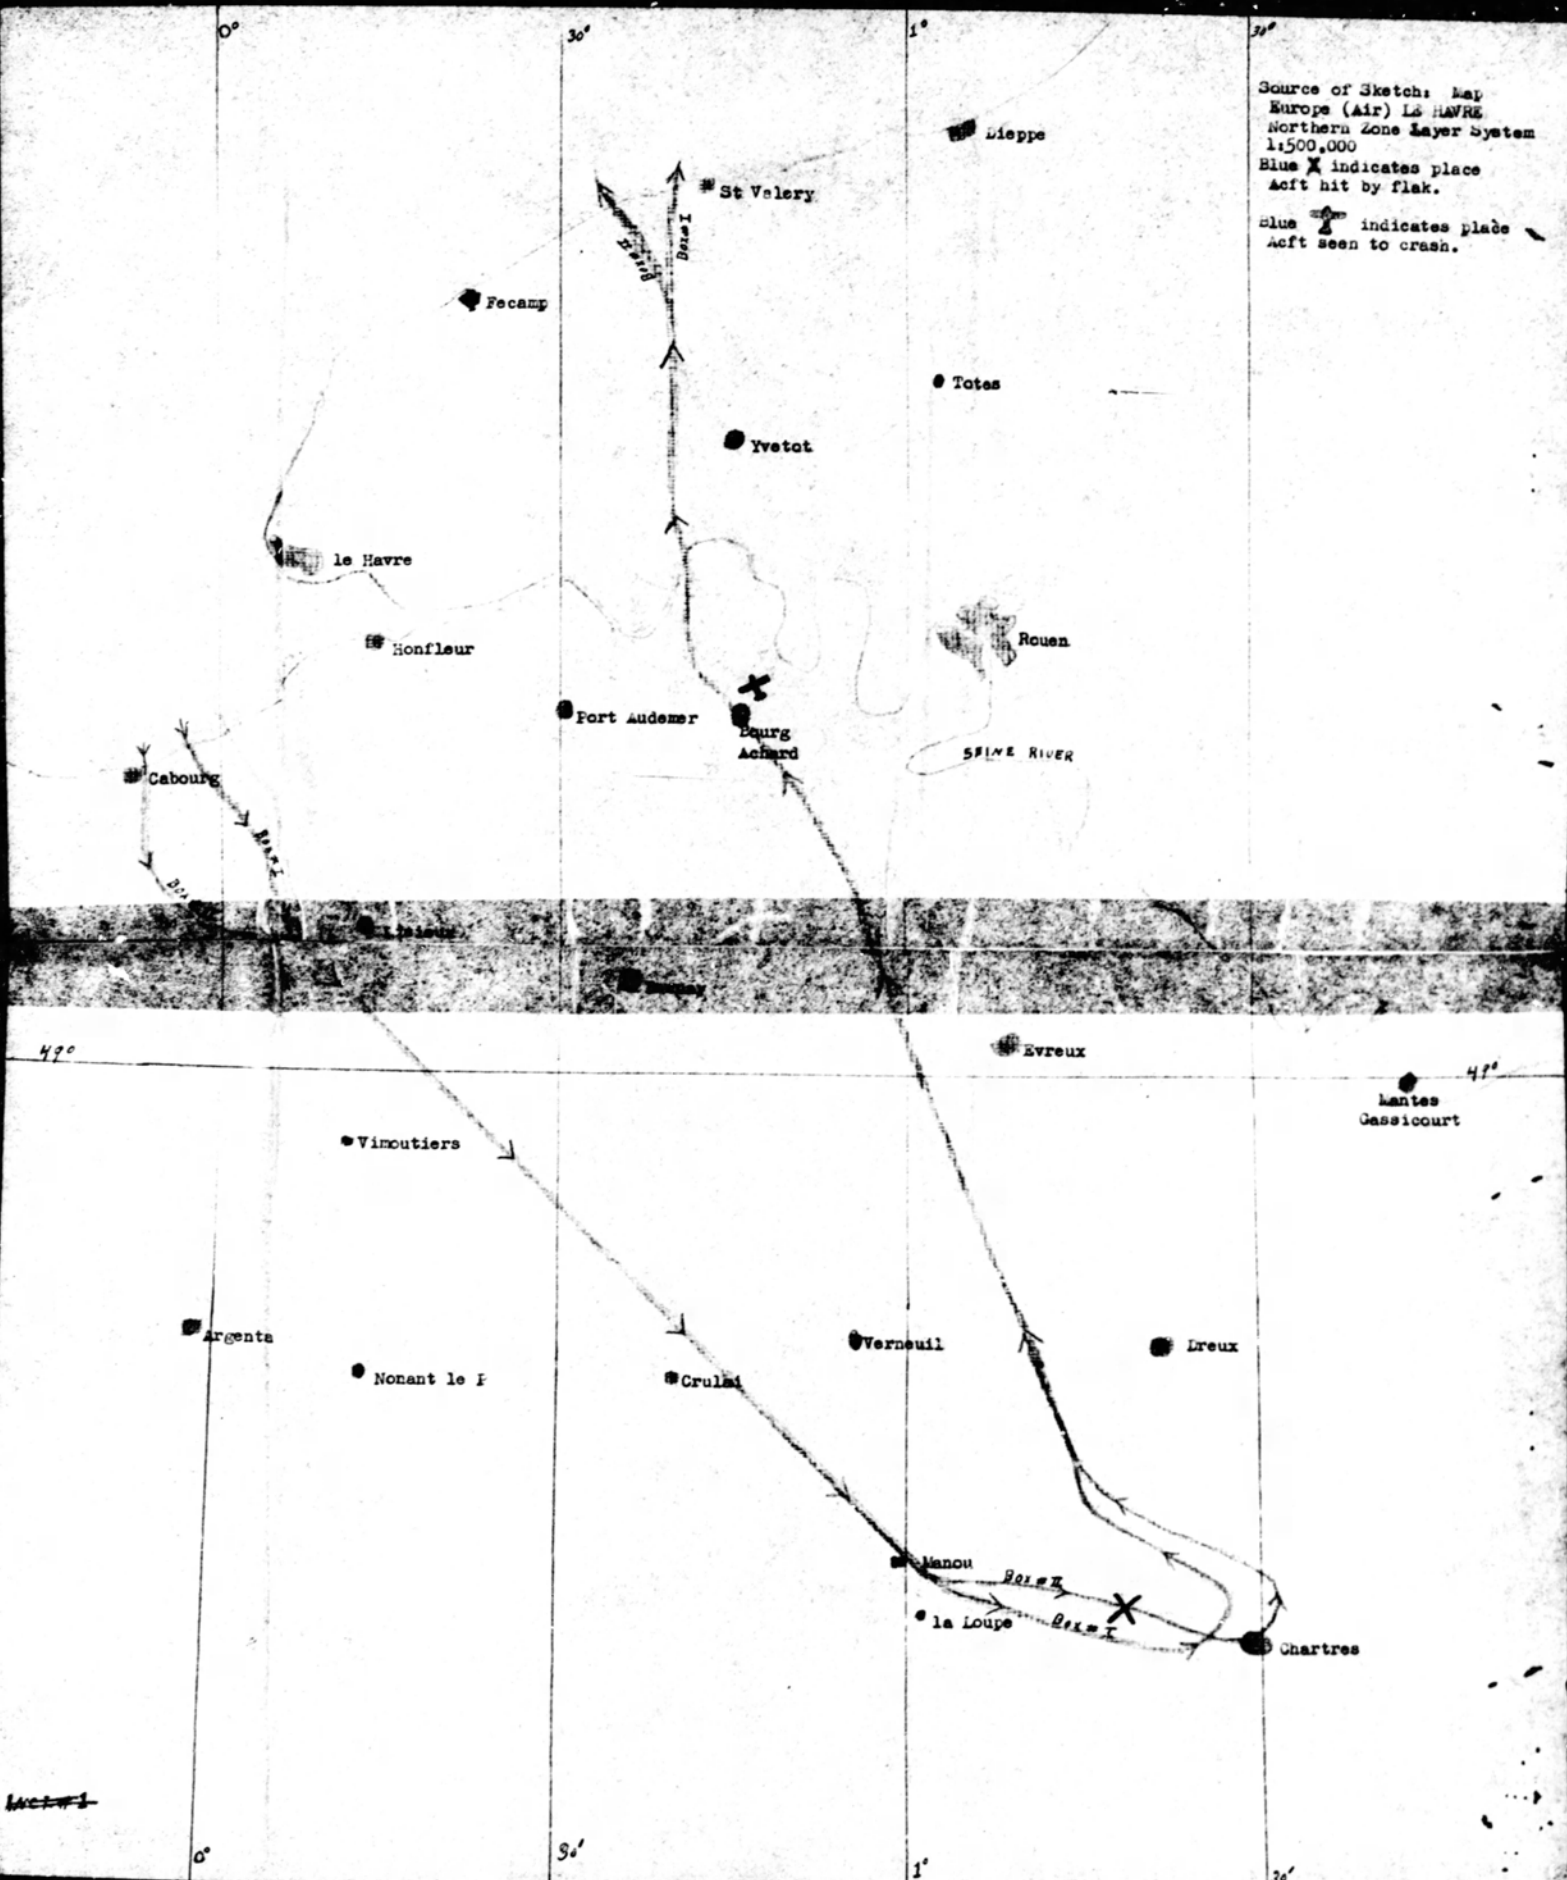 0°
30'
1°
30'
Source of Sketch: Map
Europe (Air) LE HAVRE
Northern Zone Layer System
1:500,000
Blue X indicates place
Acft hit by flak.
Blue indicates place
Acft seen to crash.
Dieppe
St Valery
Box#I
Box#II
Fecamp
Totes
Yvetot
le Havre
Honfleur
Rouen
Port Audemer
Bourg
Achard
SEINE RIVER
Cabourg
Box#I
Box
Lisieux
49°
Evreux
49°
Mantes
Gassicourt
Vimoutiers
Argenta
Nonant le P
Crulai
Verneuil
Dreux
Manou
Box#II
la Loupe
Box#I
Chartres
Incl#1
0°
30'
1°
30'